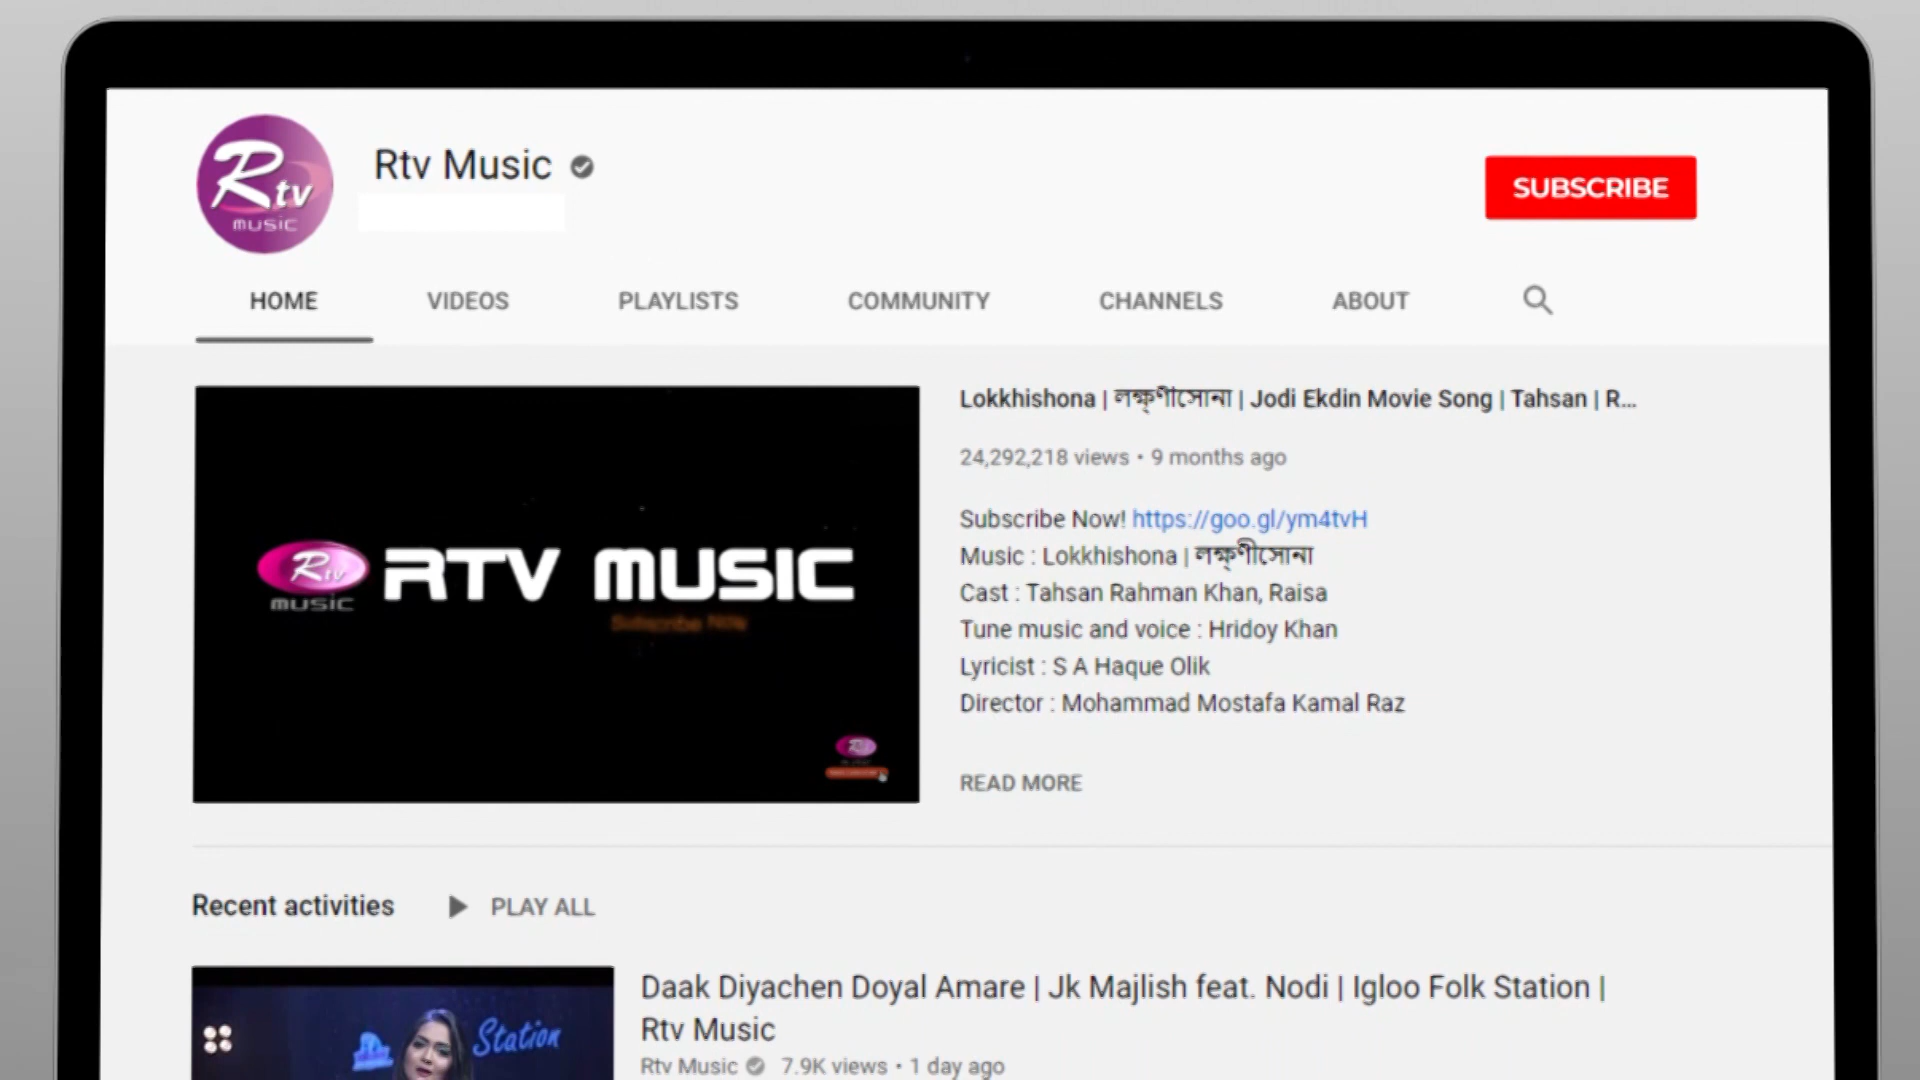 Rtv
MUSIC
Rtv Music
SUBSCRIBE
HOME VIDEOS PLAYLISTS COMMUNITY CHANNELS ABOUT
Rtv
MUSIC
RTV MUSIC
Subscribe Now
Lokkhishona | লক্ষ্ণীসোনা | Jodi Ekdin Movie Song | Tahsan | R...
24,292,218 views • 9 months ago
Subscribe Now! https://goo.gl/ym4tvH
Music : Lokkhishona | লক্ষ্ণীসোনা
Cast : Tahsan Rahman Khan, Raisa
Tune music and voice : Hridoy Khan
Lyricist : S A Haque Olik
Director : Mohammad Mostafa Kamal Raz
READ MORE
Recent activities PLAY ALL
Station
Daak Diyachen Doyal Amare | Jk Majlish feat. Nodi | Igloo Folk Station |
Rtv Music
Rtv Music 7.9K views • 1 day ago